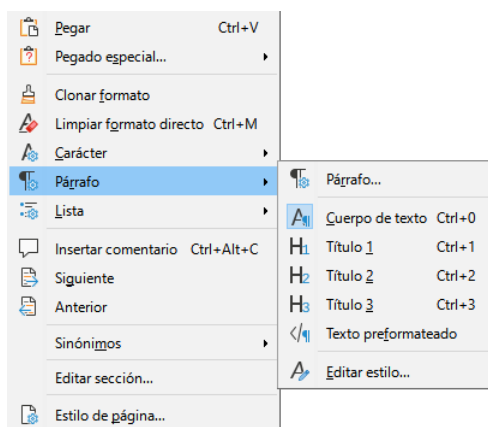 Pegar Ctrl+V
Pegado especial...
Clonar formato
Limpiar formato directo Ctrl+M
Carácter
Párrafo
Lista
Insertar comentario Ctrl+Alt+C
Siguiente
Anterior
Sinónimos
Editar sección...
Estilo de página...
Párrafo...
Cuerpo de texto Ctrl+0
Título 1 Ctrl+1
Título 2 Ctrl+2
Título 3 Ctrl+3
Texto preformateado
Editar estilo...